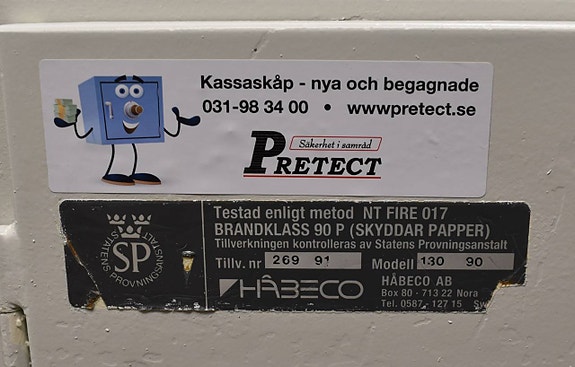 Kassaskåp - nya och begagnade
031-98 34 00 • www.pretect.se
Säkerhet i samråd
PRETECT
STATENS PROVNINGSANSTALT
SP
Testad enligt metod NT FIRE 017
BRANDKLASS 90 P (SKYDDAR PAPPER)
Tillverkningen kontrolleras av Statens Provningsanstalt
Tillv. nr 269 91 Modell 130 90
HÅBECO
HÅBECO AB
Box 80 - 713 22 Nora
Tel. 0587 - 127 15